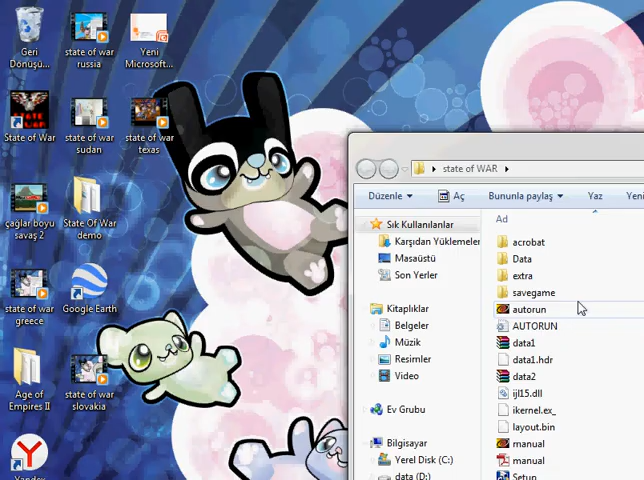 Geri
Dönüşü...
state of war
russia
Yeni
Microsoft...
State of War
state of war
sudan
state of war
texas
çağlar boyu
savaş 2
State Of War
demo
state of war
greece
Google Earth
Age of
Empires II
state of war
slovakia
Yandex
state of WAR
Düzenle
Aç
Bununla paylaş
Yaz
Yeni
Sık Kullanılanlar
Karşıdan Yüklemeler
Masaüstü
Son Yerler
Kitaplıklar
Belgeler
Müzik
Resimler
Video
Ev Grubu
Bilgisayar
Yerel Disk (C:)
data (D:)
Ad
acrobat
Data
extra
savegame
autorun
AUTORUN
data1
data1.hdr
data2
ijl15.dll
ikernel.ex_
layout.bin
manual
manual
Setup